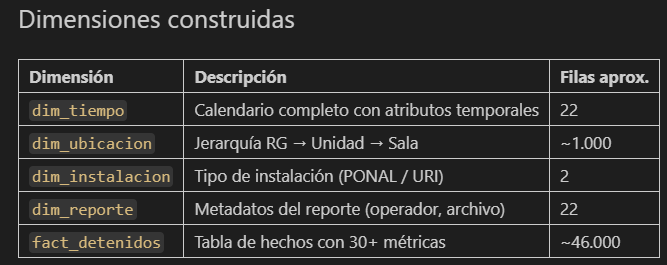 Dimensiones construidas
Dimensión Descripción Filas aprox.
dim_tiempo Calendario completo con atributos temporales 22
dim_ubicacion Jerarquía RG → Unidad → Sala ~1.000
dim_instalacion Tipo de instalación (PONAL / URI) 2
dim_reporte Metadatos del reporte (operador, archivo) 22
fact_detenidos Tabla de hechos con 30+ métricas ~46.000